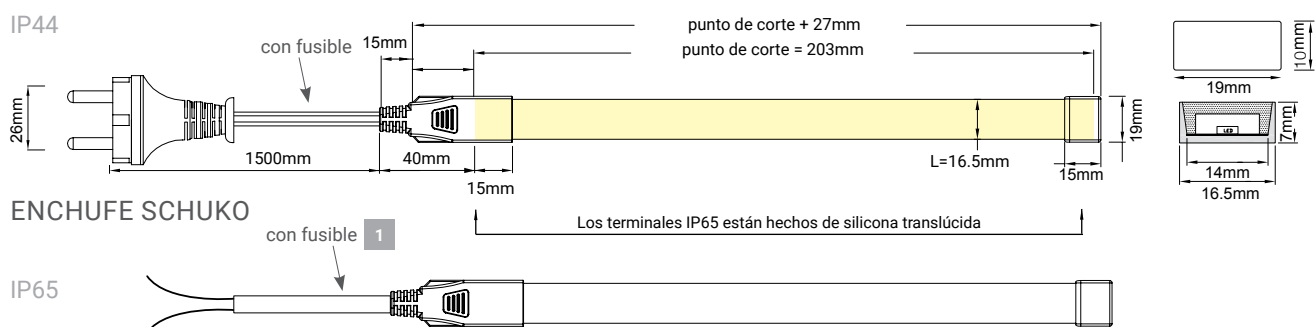 IP44
con fusible
15mm
punto de corte + 27mm
punto de corte = 203mm
10mm
19mm
26mm
1500mm
40mm
15mm
L=16.5mm
15mm
19mm
LED
7mm
14mm
16.5mm
ENCHUFE SCHUKO
con fusible 1
Los terminales IP65 están hechos de silicona translúcida
IP65